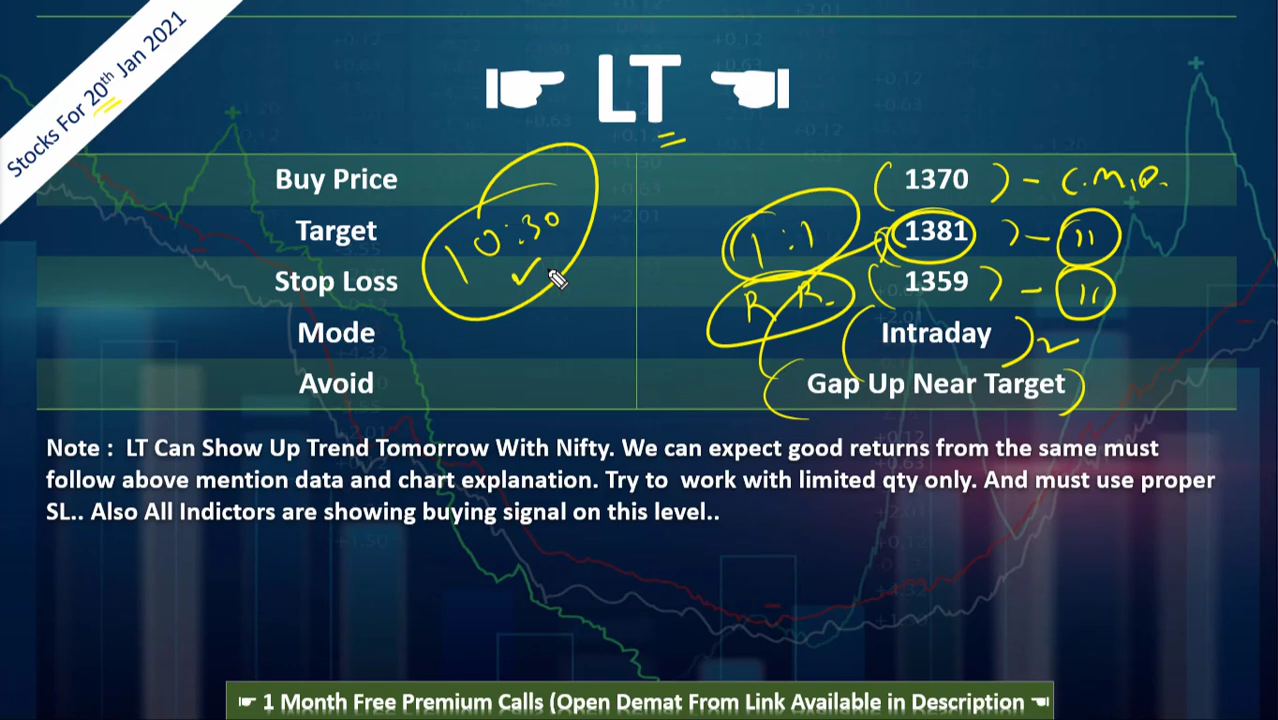 Stocks For 20th Jan 2021
☛ LT ☚
Buy Price (1370) - C.M.P.
Target 1381) - 11
Stop Loss (1359) - 11
Mode (Intraday)
Avoid (Gap Up Near Target)
10:30
1:1
R R.
Note : LT Can Show Up Trend Tomorrow With Nifty. We can expect good returns from the same must
follow above mention data and chart explanation. Try to work with limited qty only. And must use proper
SL.. Also All Indictors are showing buying signal on this level..
☛ 1 Month Free Premium Calls (Open Demat From Link Available in Description ☚